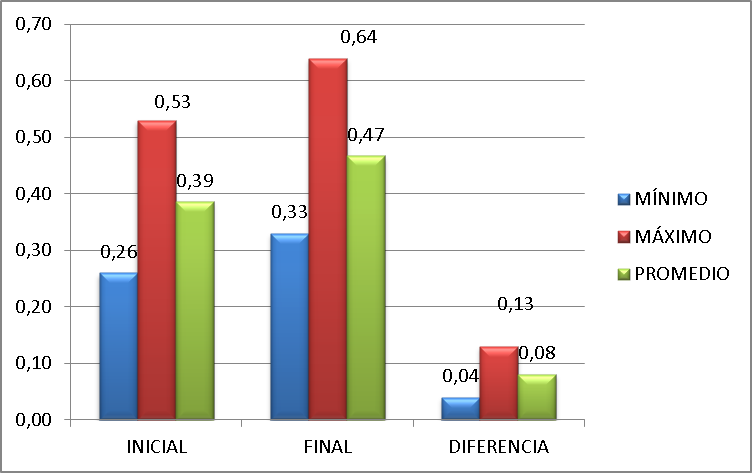 0,70
0,60
0,50
0,40
0,30
0,20
0,10
0,00
0,26
0,53
0,39
0,33
0,64
0,47
0,04
0,13
0,08
INICIAL
FINAL
DIFERENCIA
MÍNIMO
MÁXIMO
PROMEDIO